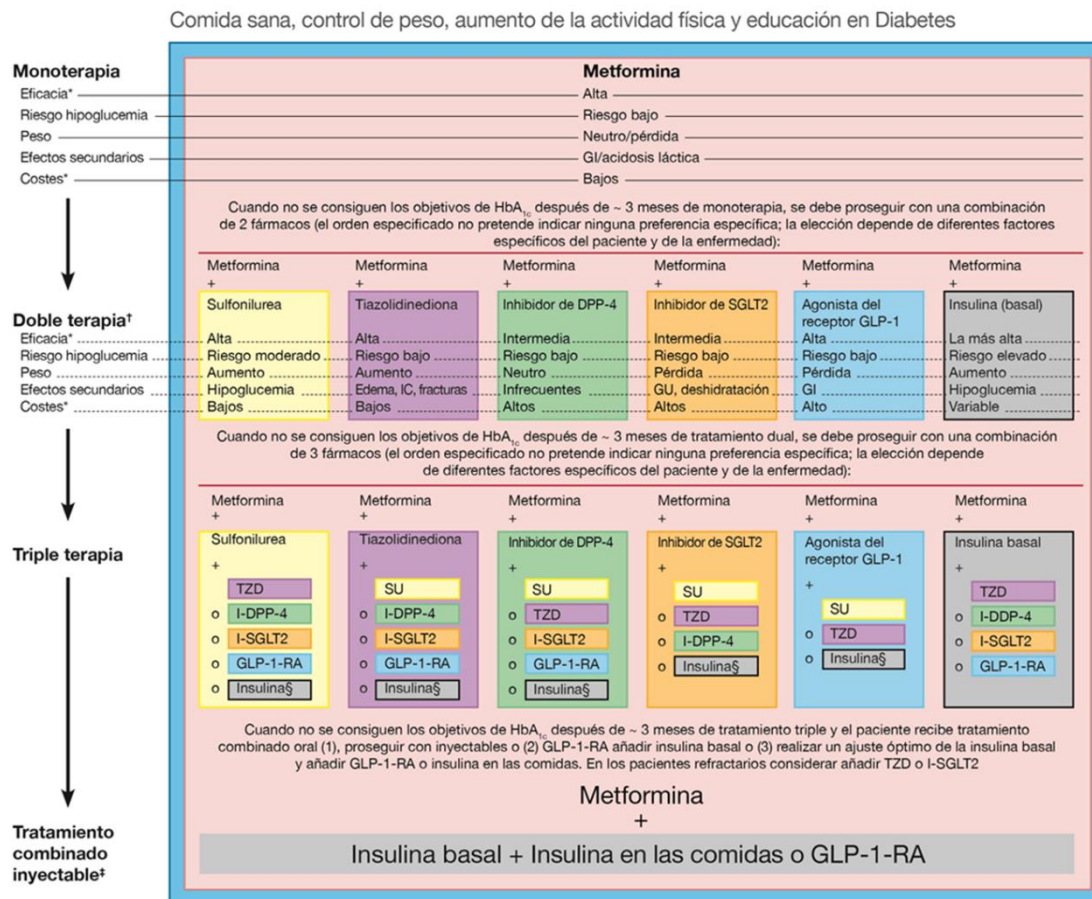 Comida sana, control de peso, aumento de la actividad física y educación en Diabetes
Monoterapia Metformina
Eficacia* Alta
Riesgo hipoglucemia Riesgo bajo
Peso Neutro/pérdida
Efectos secundarios GI/acidosis láctica
Costes* Bajos
Cuando no se consiguen los objetivos de HbA1c después de ~ 3 meses de monoterapia, se debe proseguir con una combinación
de 2 fármacos (el orden especificado no pretende indicar ninguna preferencia específica; la elección depende de diferentes factores
específicos del paciente y de la enfermedad):
Metformina Metformina Metformina Metformina Metformina Metformina
+ + + + + +
Sulfonilurea Tiazolidinediona Inhibidor de DPP-4 Inhibidor de SGLT2 Agonista del Insulina (basal)
receptor GLP-1
Doble terapia†
Eficacia* Alta Alta Intermedia Intermedia Alta La más alta
Riesgo hipoglucemia Riesgo moderado Riesgo bajo Riesgo bajo Riesgo bajo Riesgo bajo Riesgo elevado
Peso Aumento Aumento Neutro Pérdida Pérdida Aumento
Efectos secundarios Hipoglucemia Edema, IC, fracturas Infrecuentes GU, deshidratación GI Hipoglucemia
Costes* Bajos Bajos Altos Altos Alto Variable
Cuando no se consiguen los objetivos de HbA1c después de ~ 3 meses de tratamiento dual, se debe proseguir con una combinación
de 3 fármacos (el orden especificado no pretende indicar ninguna preferencia específica; la elección depende
de diferentes factores específicos del paciente y de la enfermedad):
Metformina Metformina Metformina Metformina Metformina Metformina
+ + + + + +
Triple terapia
Sulfonilurea Tiazolidinediona Inhibidor de DPP-4 Inhibidor de SGLT2 Agonista del Insulina basal
receptor GLP-1
+ + + + + +
TZD SU SU SU SU TZD
o I-DPP-4 o I-DPP-4 o TZD o TZD o TZD o I-DDP-4
o I-SGLT2 o I-SGLT2 o I-SGLT2 o I-DPP-4 o Insulina§ o I-SGLT2
o GLP-1-RA o GLP-1-RA o GLP-1-RA o Insulina§ o GLP-1-RA
o Insulina§ o Insulina§ o Insulina§
Cuando no se consiguen los objetivos de HbA1c después de ~ 3 meses de tratamiento triple y el paciente recibe tratamiento
combinado oral (1), proseguir con inyectables o (2) GLP-1-RA añadir insulina basal o (3) realizar un ajuste óptimo de la insulina basal
y añadir GLP-1-RA o insulina en las comidas. En los pacientes refractarios considerar añadir TZD o I-SGLT2
Metformina
+
Tratamiento
combinado
inyectable‡
Insulina basal + Insulina en las comidas o GLP-1-RA